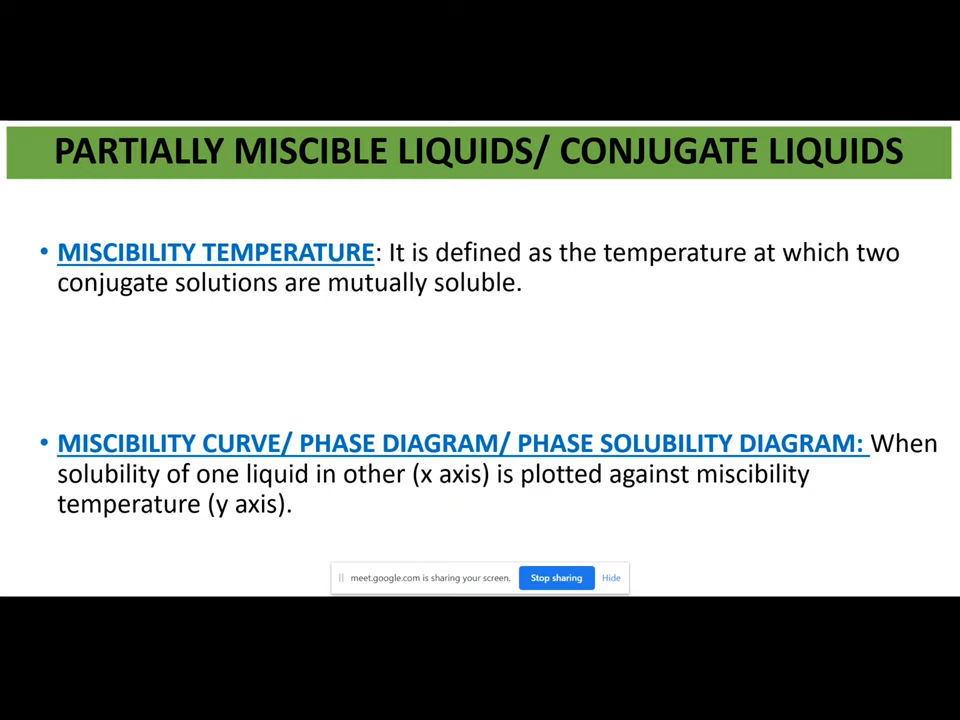 PARTIALLY MISCIBLE LIQUIDS/ CONJUGATE LIQUIDS
• MISCIBILITY TEMPERATURE: It is defined as the temperature at which two
conjugate solutions are mutually soluble.
• MISCIBILITY CURVE/ PHASE DIAGRAM/ PHASE SOLUBILITY DIAGRAM: When
solubility of one liquid in other (x axis) is plotted against miscibility
temperature (y axis).
meet.google.com is sharing your screen. Stop sharing Hide